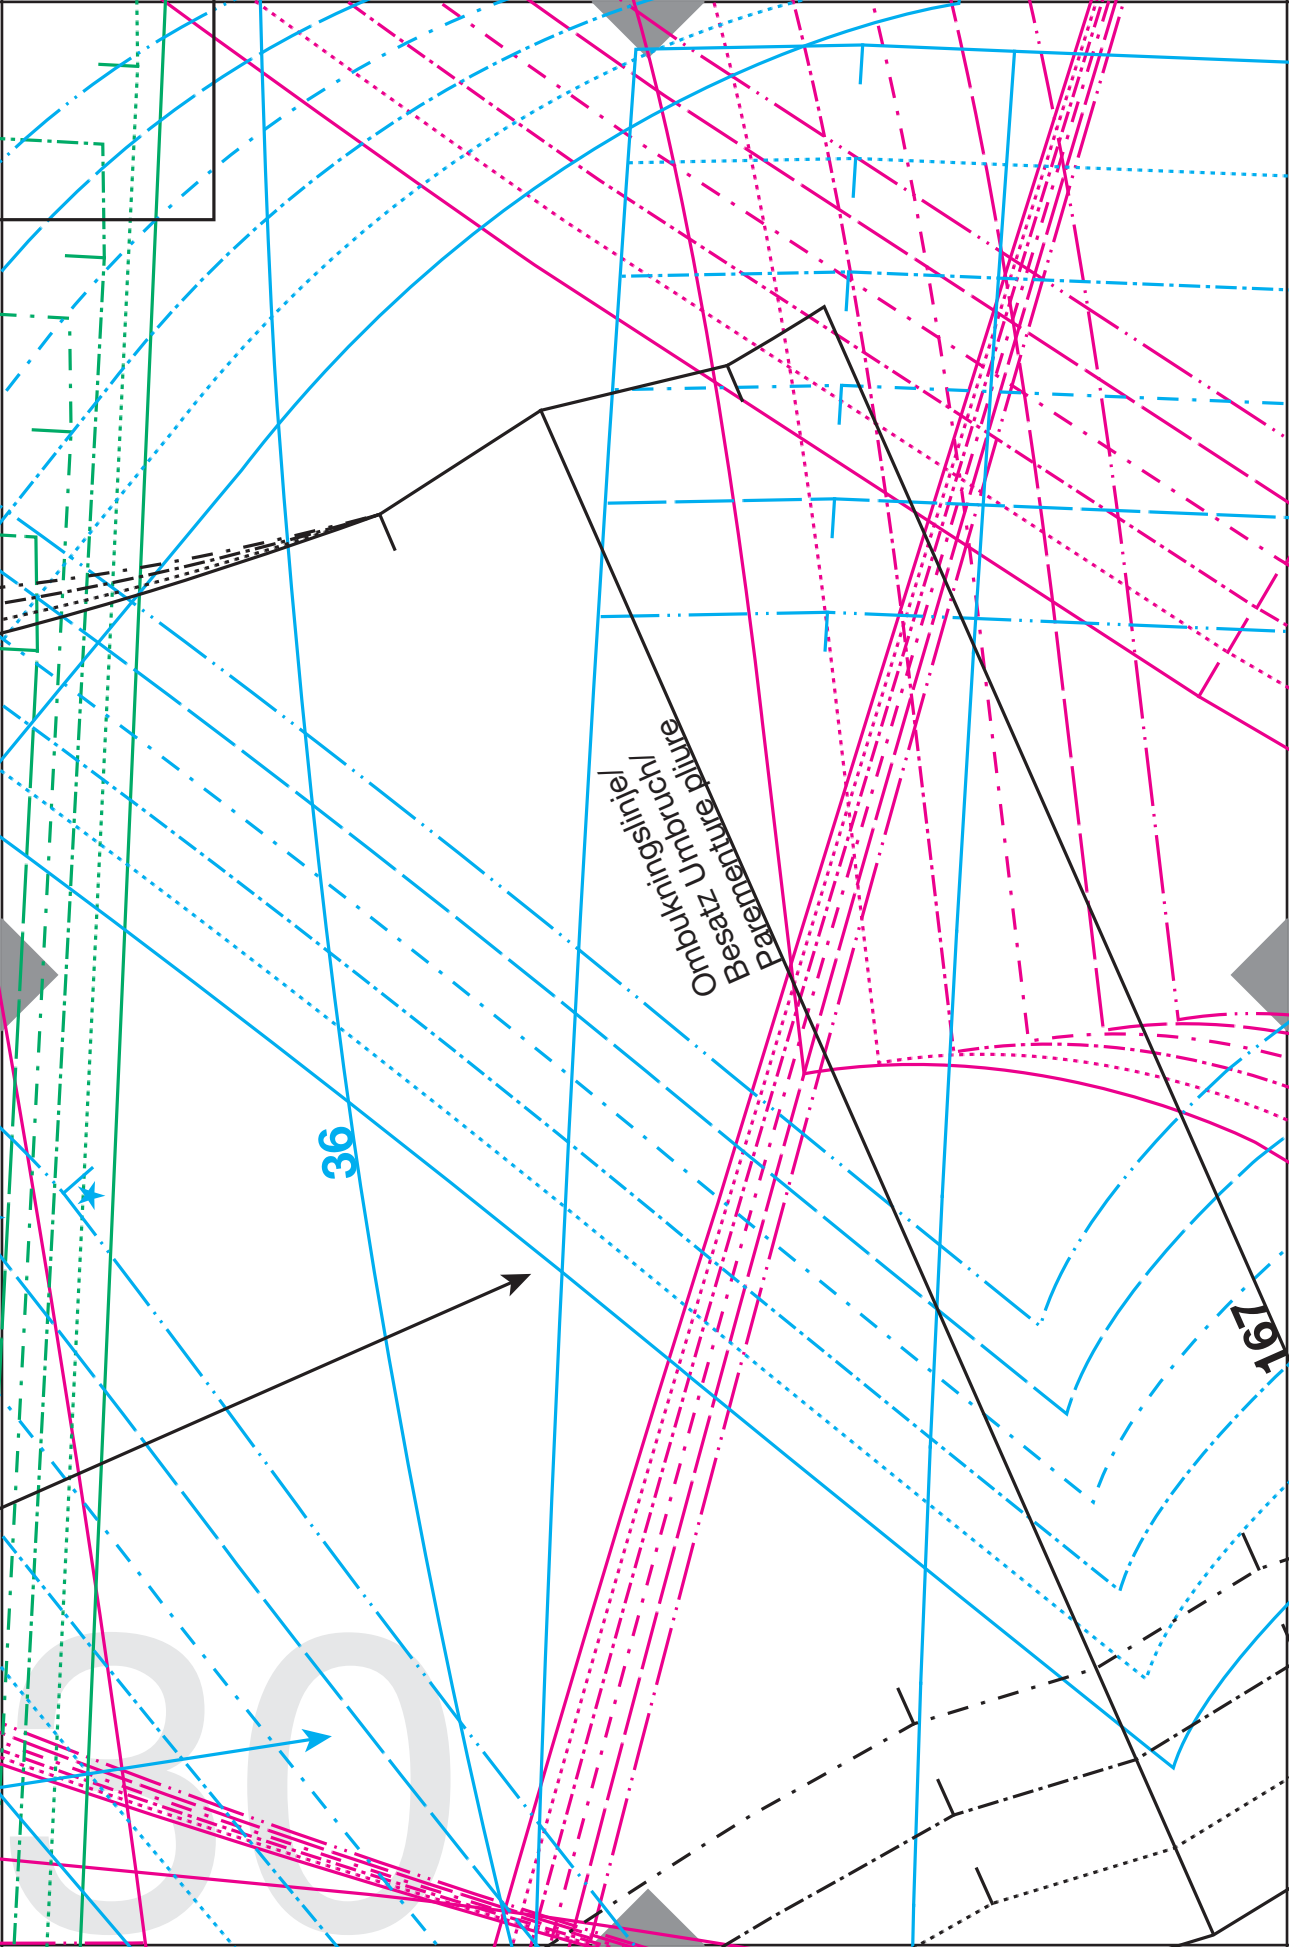 Ombukningslinje/
Besatz Umbruch/
Parementure pliure
36
167
30